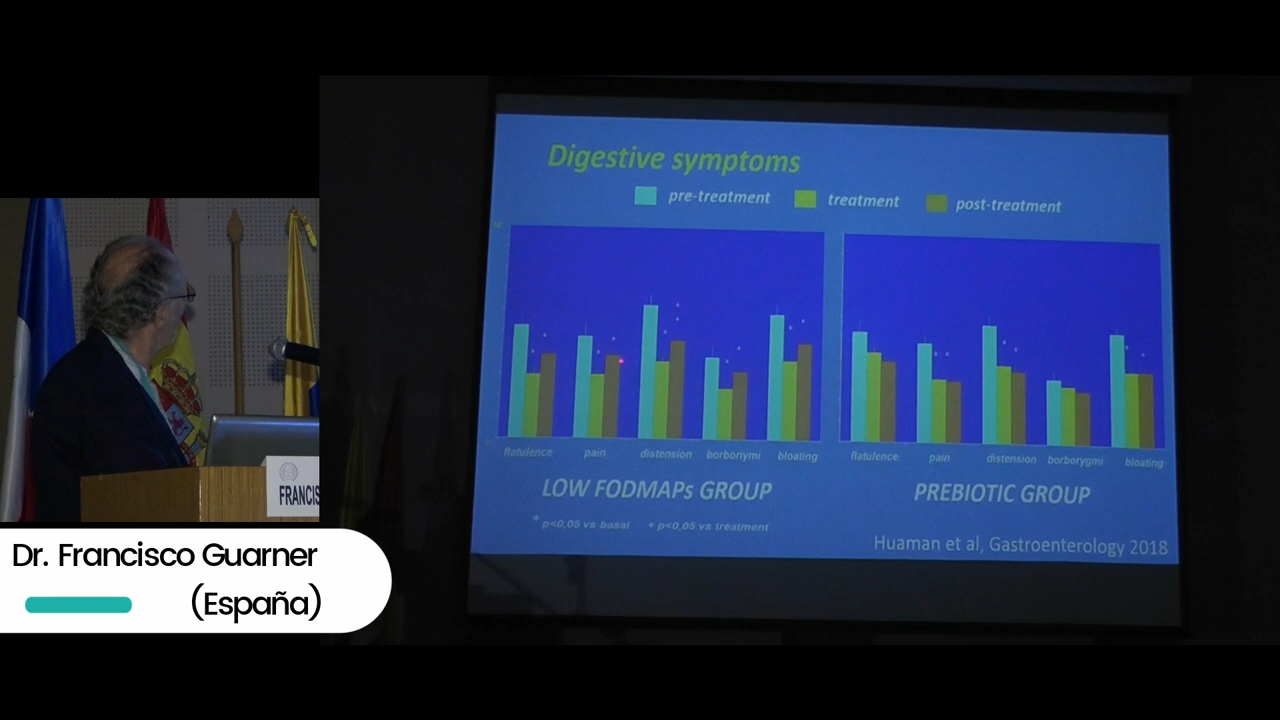 Digestive symptoms
pre-treatment treatment post-treatment
flatulence pain distension borboriymi bloating
flatulence pain distension borborygmi bloating
LOW FODMAPs GROUP
PREBIOTIC GROUP
* p<0,05 vs basal + p<0,05 vs treatment
Huaman et al, Gastroenterology 2018
FRANCIS
Dr. Francisco Guarner
(España)